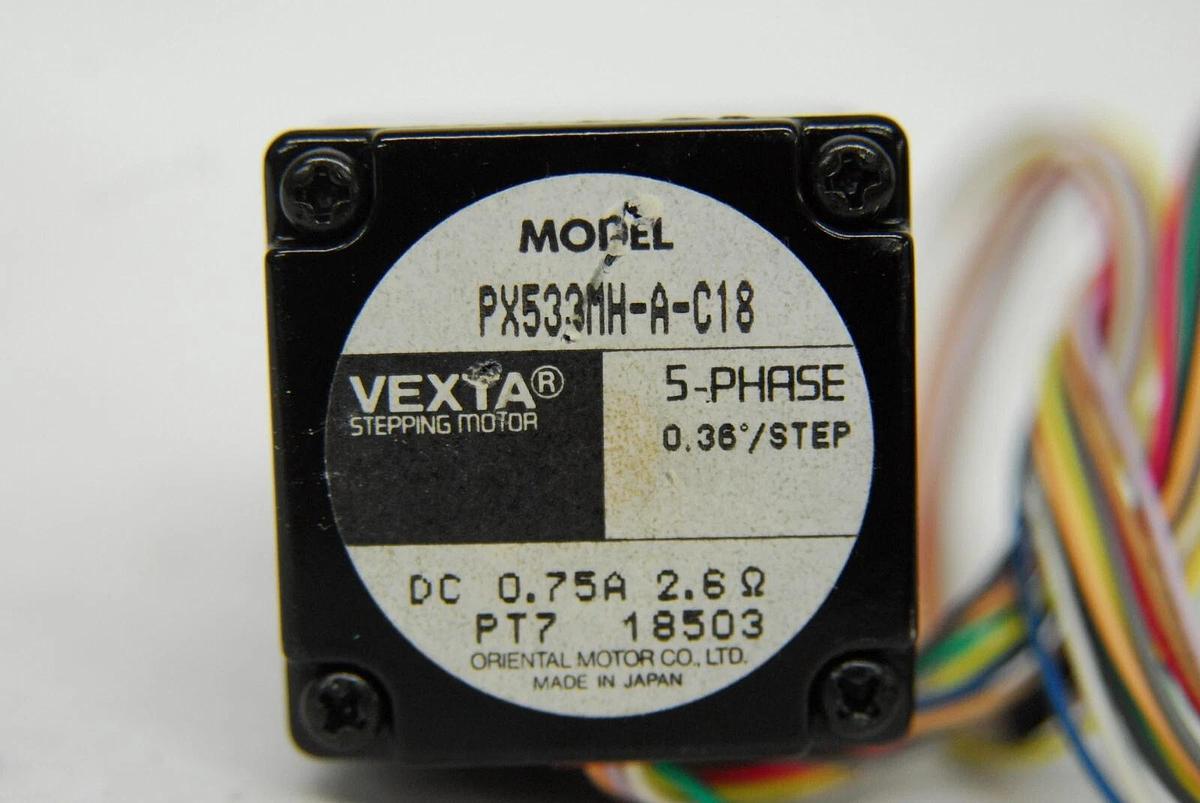 MODEL
PX533MH-A-C18
VEXTA®
STEPPING MOTOR
5-PHASE
0.36°/STEP
DC 0.75A 2.6Ω
PT7 18503
ORIENTAL MOTOR CO., LTD.
MADE IN JAPAN